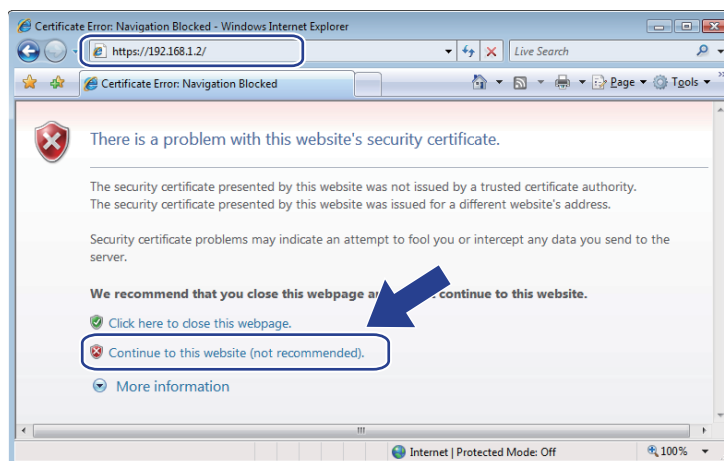 Certificate Error: Navigation Blocked - Windows Internet Explorer
https://192.168.1.2/
Live Search
Certificate Error: Navigation Blocked
Page
Tools
There is a problem with this website's security certificate.
The security certificate presented by this website was not issued by a trusted certificate authority.
The security certificate presented by this website was issued for a different website's address.
Security certificate problems may indicate an attempt to fool you or intercept any data you send to the
server.
We recommend that you close this webpage continue to this website.
Click here to close this webpage.
Continue to this website (not recommended).
More information
Internet | Protected Mode: Off
100%